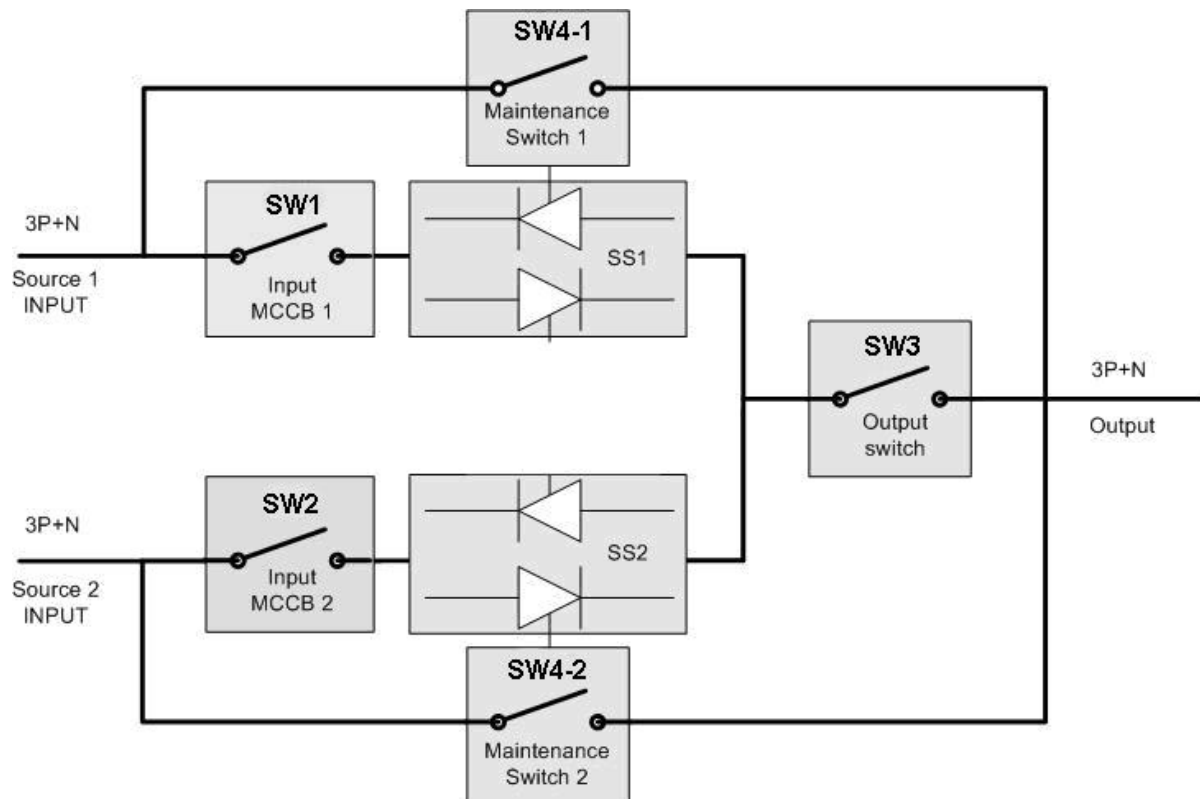 SW4-1
Maintenance
Switch 1
3P+N
Source 1
INPUT
SW1
Input
MCCB 1
SS1
SW3
Output
switch
3P+N
Output
3P+N
Source 2
INPUT
SW2
Input
MCCB 2
SS2
SW4-2
Maintenance
Switch 2